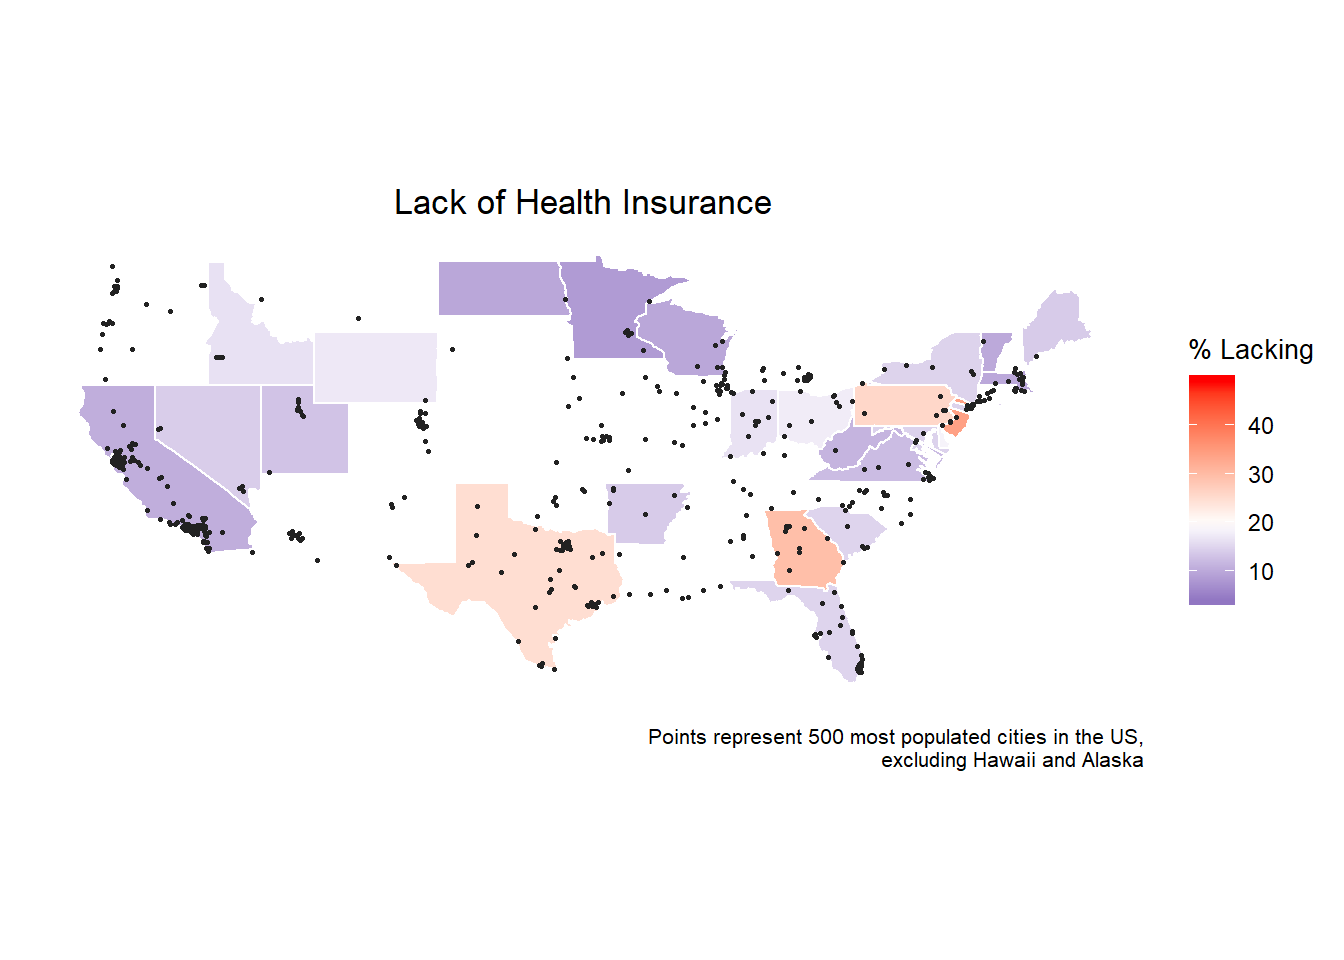 Lack of Health Insurance
% Lacking
40
30
20
10
Points represent 500 most populated cities in the US,
excluding Hawaii and Alaska